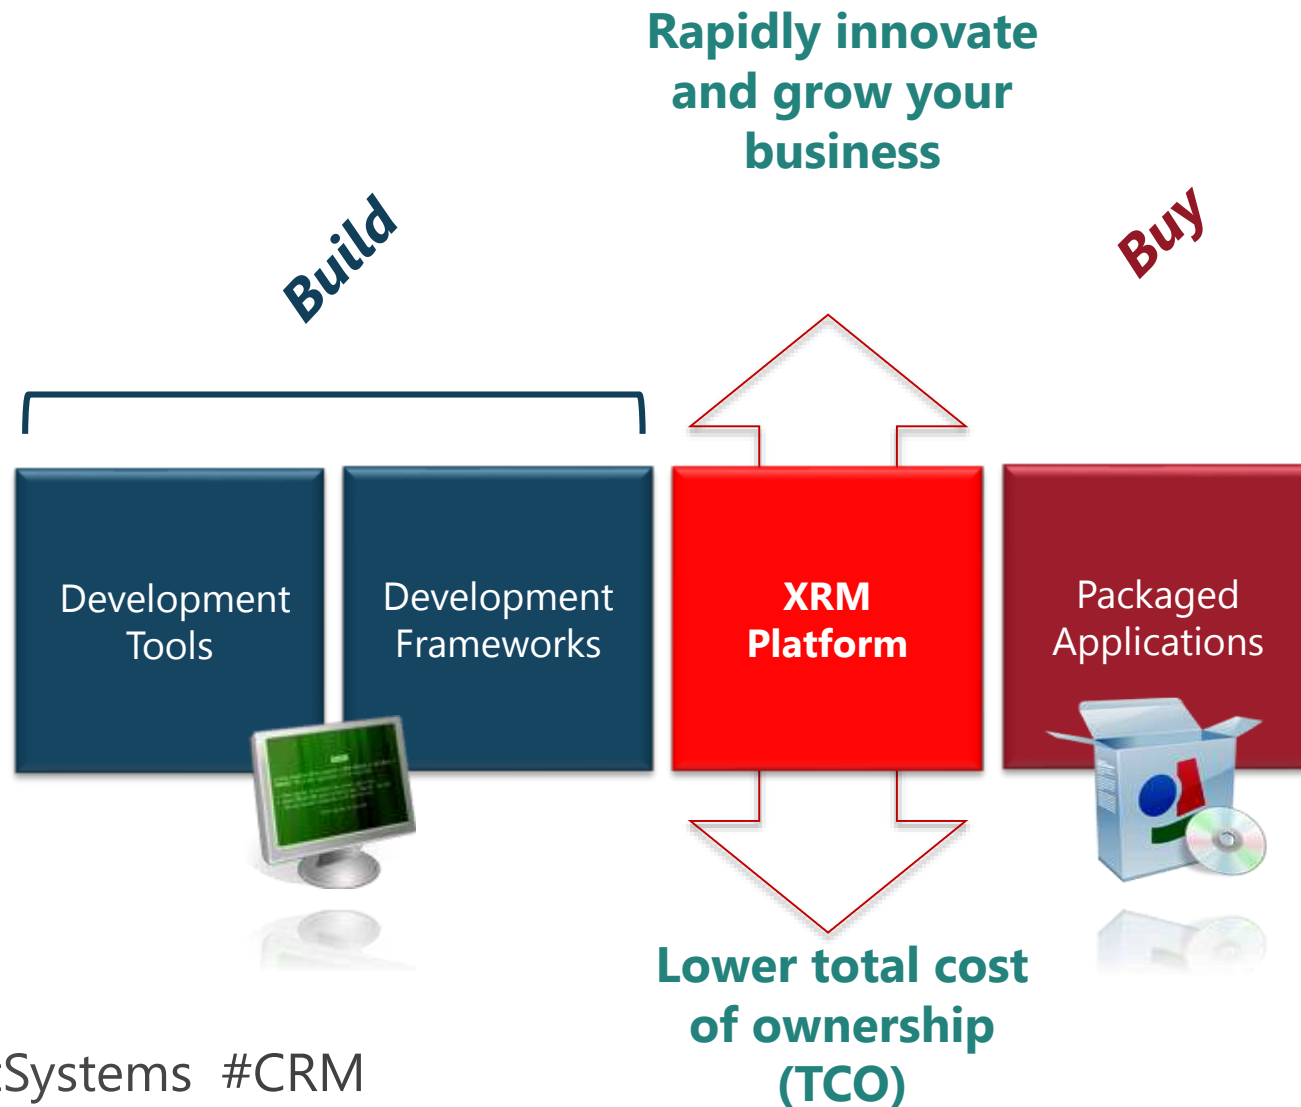 Rapidly innovate
and grow your
business
Build
Buy
Development
Tools
Development
Frameworks
XRM
Platform
Packaged
Applications
Lower total cost
of ownership
(TCO)
tSystems #CRM